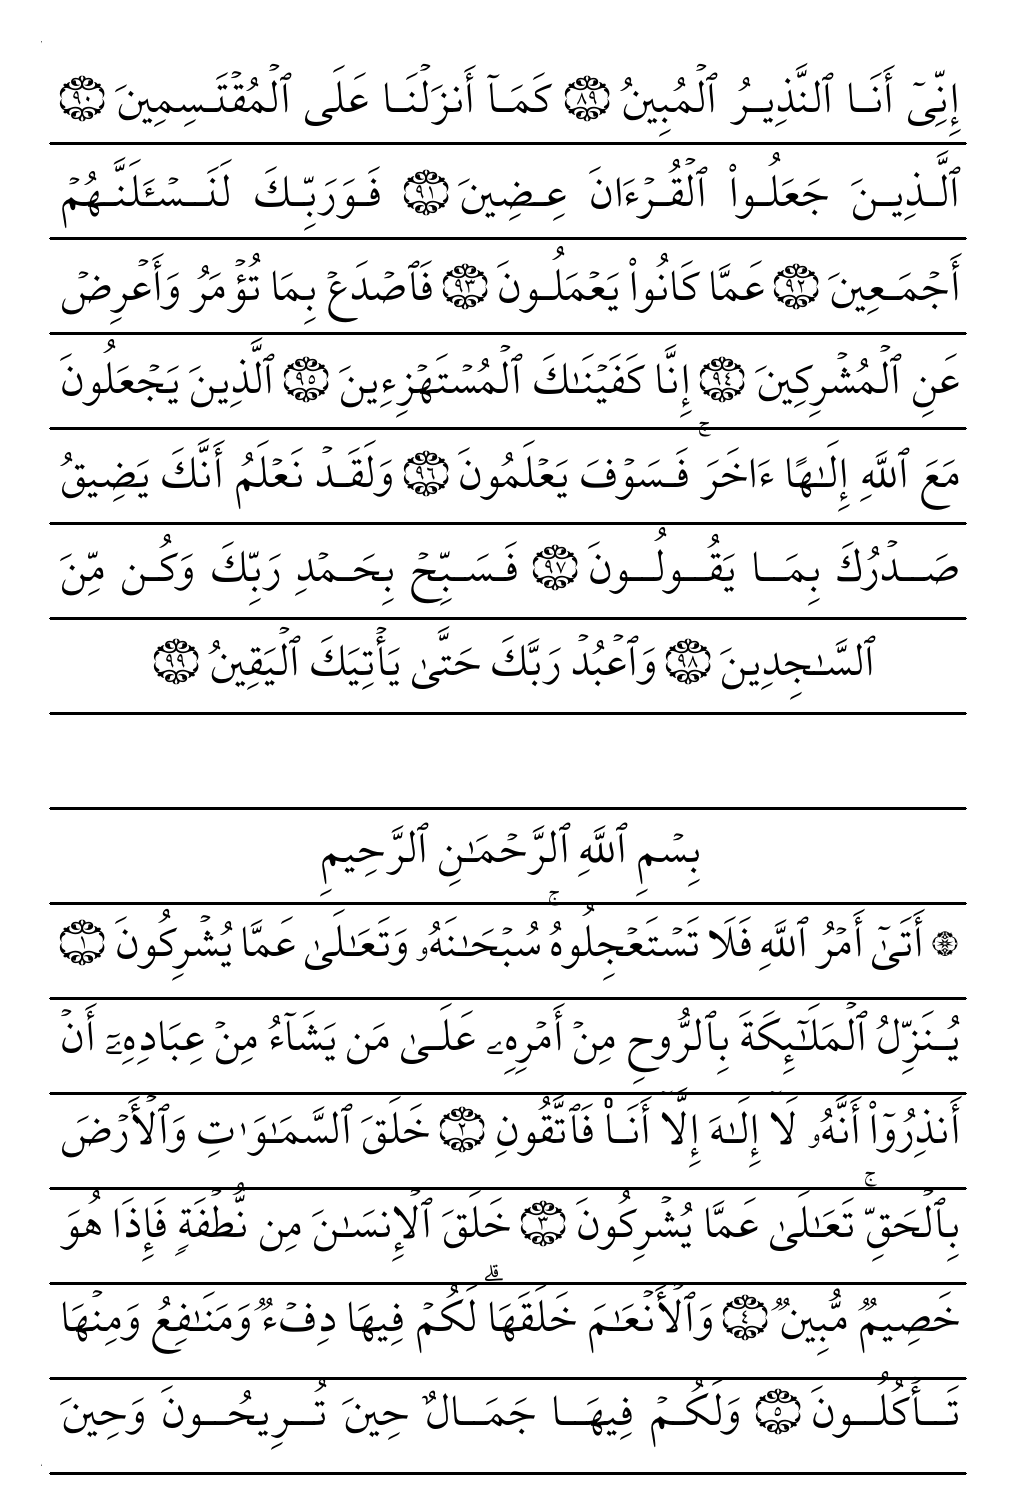 إِنِّىٓ أَنَا ٱلنَّذِيرُ ٱلْمُبِينُ ٨٩ كَمَآ أَنزَلْنَا عَلَى ٱلْمُقْتَسِمِينَ ٩٠
ٱلَّذِينَ جَعَلُوا۟ ٱلْقُرْءَانَ عِضِينَ ٩١ فَوَرَبِّكَ لَنَسْـَٔلَنَّهُمْ
أَجْمَعِينَ ٩٢ عَمَّا كَانُوا۟ يَعْمَلُونَ ٩٣ فَٱصْدَعْ بِمَا تُؤْمَرُ وَأَعْرِضْ
عَنِ ٱلْمُشْرِكِينَ ٩٤ إِنَّا كَفَيْنَـٰكَ ٱلْمُسْتَهْزِءِينَ ٩٥ ٱلَّذِينَ يَجْعَلُونَ
مَعَ ٱللَّهِ إِلَـٰهًا ءَاخَرَ ۚ فَسَوْفَ يَعْلَمُونَ ٩٦ وَلَقَدْ نَعْلَمُ أَنَّكَ يَضِيقُ
صَدْرُكَ بِمَا يَقُولُونَ ٩٧ فَسَبِّحْ بِحَمْدِ رَبِّكَ وَكُن مِّنَ
ٱلسَّـٰجِدِينَ ٩٨ وَٱعْبُدْ رَبَّكَ حَتَّىٰ يَأْتِيَكَ ٱلْيَقِينُ ٩٩
بِسْمِ ٱللَّهِ ٱلرَّحْمَـٰنِ ٱلرَّحِيمِ
۞ أَتَىٰٓ أَمْرُ ٱللَّهِ فَلَا تَسْتَعْجِلُوهُ ۚ سُبْحَـٰنَهُۥ وَتَعَـٰلَىٰ عَمَّا يُشْرِكُونَ ١
يُنَزِّلُ ٱلْمَلَـٰٓئِكَةَ بِٱلرُّوحِ مِنْ أَمْرِهِۦ عَلَىٰ مَن يَشَآءُ مِنْ عِبَادِهِۦٓ أَنْ
أَنذِرُوٓا۟ أَنَّهُۥ لَآ إِلَـٰهَ إِلَّآ أَنَا۠ فَٱتَّقُونِ ٢ خَلَقَ ٱلسَّمَـٰوَٰتِ وَٱلْأَرْضَ
بِٱلْحَقِّ ۚ تَعَـٰلَىٰ عَمَّا يُشْرِكُونَ ٣ خَلَقَ ٱلْإِنسَـٰنَ مِن نُّطْفَةٍ فَإِذَا هُوَ
خَصِيمٌ مُّبِينٌ ٤ وَٱلْأَنْعَـٰمَ خَلَقَهَا ۗ لَكُمْ فِيهَا دِفْءٌ وَمَنَـٰفِعُ وَمِنْهَا
تَأْكُلُونَ ٥ وَلَكُمْ فِيهَا جَمَالٌ حِينَ تُرِيحُونَ وَحِينَ